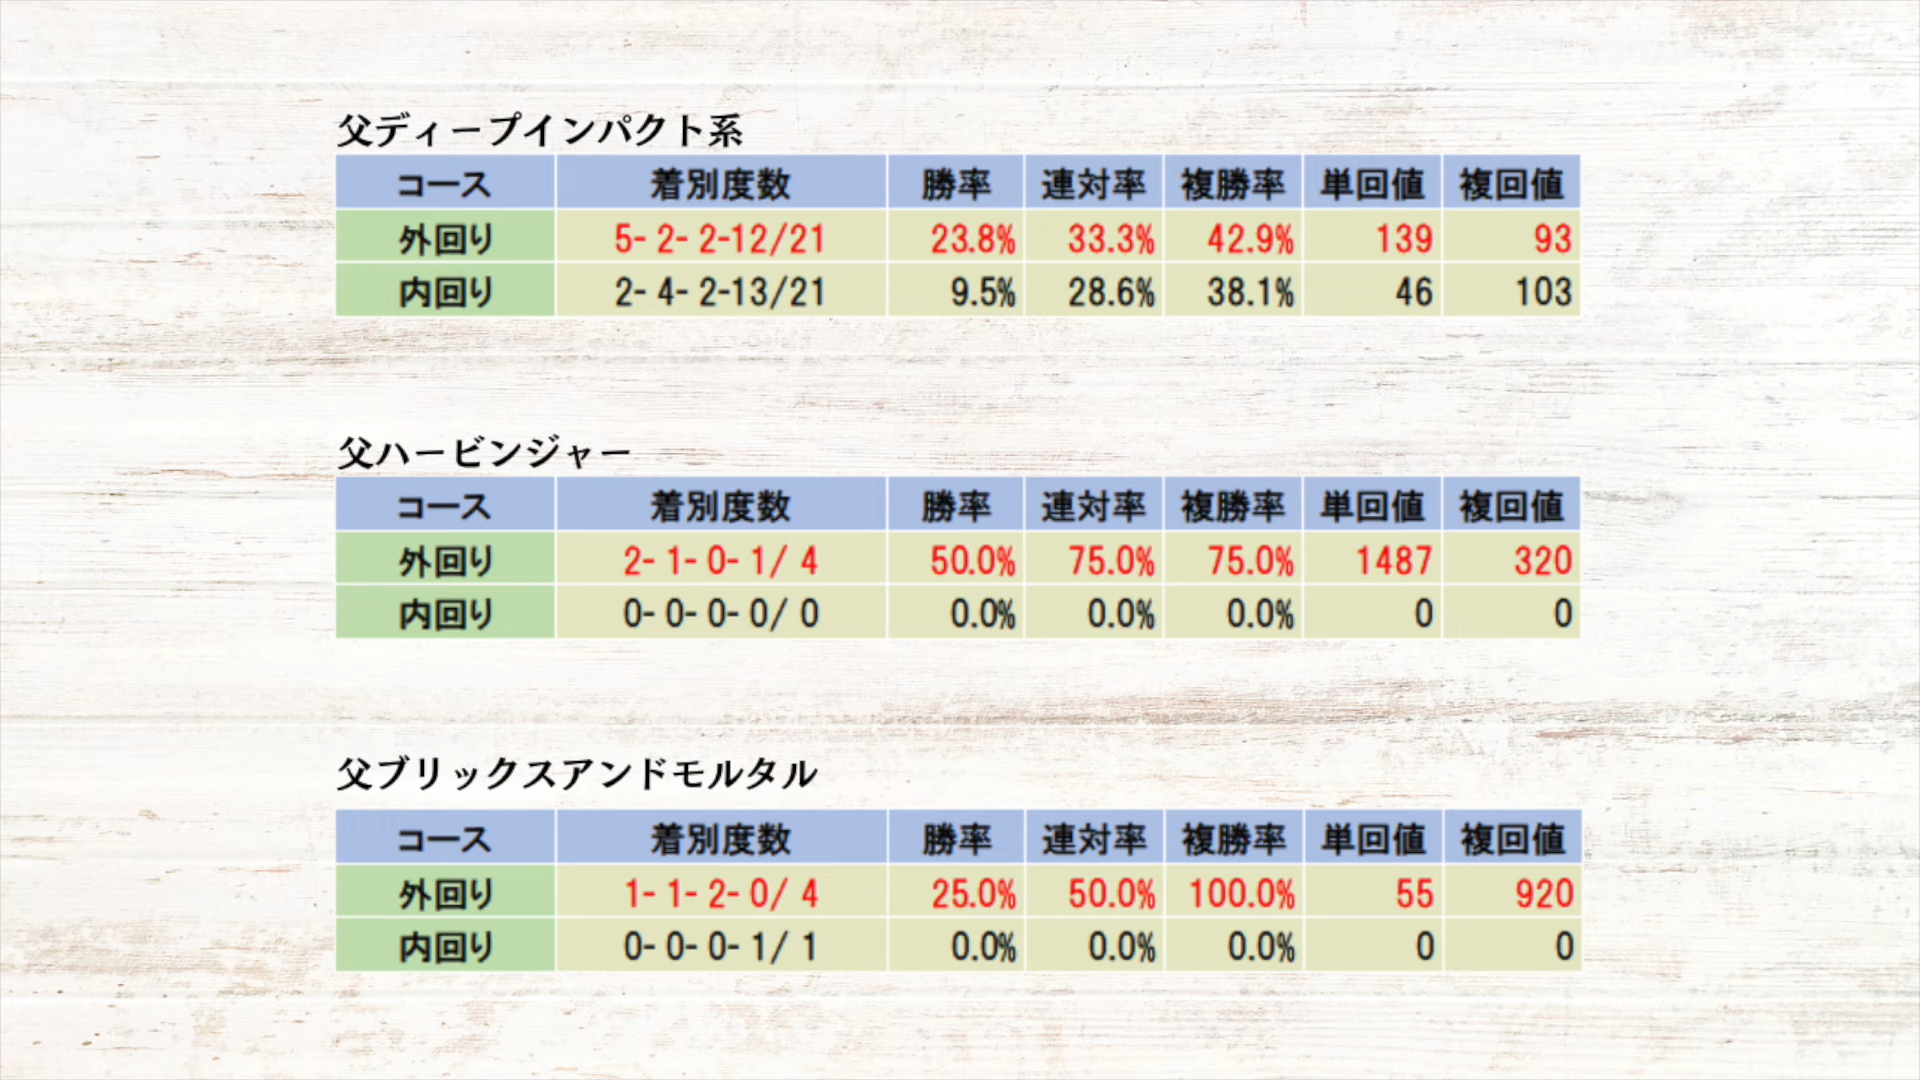 父ディープインパクト系
コース 着別度数 勝率 連対率 複勝率 単回値 複回値
外回り 5- 2- 2-12/21 23.8% 33.3% 42.9% 139 93
内回り 2- 4- 2-13/21 9.5% 28.6% 38.1% 46 103
父ハービンジャー
コース 着別度数 勝率 連対率 複勝率 単回値 複回値
外回り 2- 1- 0- 1/ 4 50.0% 75.0% 75.0% 1487 320
内回り 0- 0- 0- 0/ 0 0.0% 0.0% 0.0% 0 0
父ブリックスアンドモルタル
コース 着別度数 勝率 連対率 複勝率 単回値 複回値
外回り 1- 1- 2- 0/ 4 25.0% 50.0% 100.0% 55 920
内回り 0- 0- 0- 1/ 1 0.0% 0.0% 0.0% 0 0